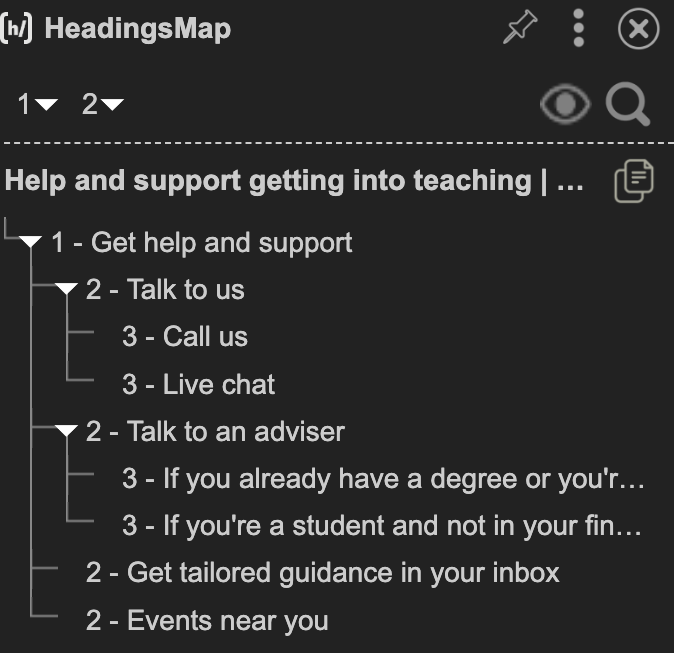 [h/] HeadingsMap
1 2
Help and support getting into teaching | ...
1 - Get help and support
2 - Talk to us
3 - Call us
3 - Live chat
2 - Talk to an adviser
3 - If you already have a degree or you'r...
3 - If you're a student and not in your fin...
2 - Get tailored guidance in your inbox
2 - Events near you